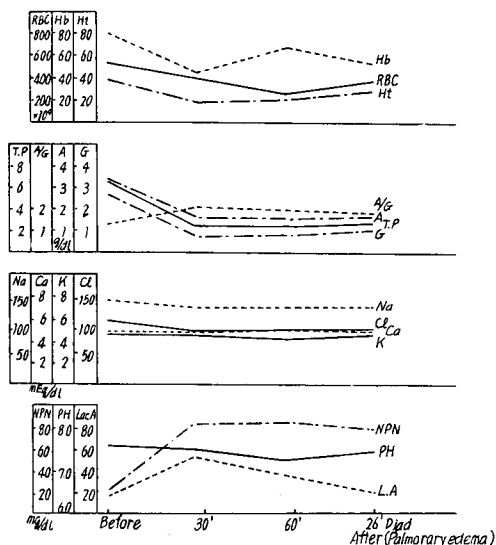 RBC Hb Ht
800 80 80
600 60 60
400 40 40
200 20 20
×10⁴
Hb
RBC
Ht
T.P A/G A G
8 4 4
6 3 3
4 2 2 2
2 1 1 1
g/dl
A/G
A
T.P
G
Na Ca K Cl
150 8 8 150
100 6 6 100
50 4 4 50
2 2
mEq/dl
Na
Cl
Ca
K
NPN PH LacA
80 8.0 80
60 60
40 7.0 40
20 20
6.0
mg/dl
NPN
PH
L.A
Before 30' 60' 26' Djad
After (Palmorary edema)